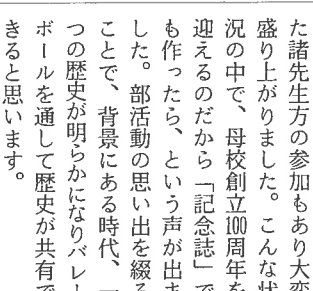 た諸先生方の参加もあり大変
盛り上がりました。こんな状
況の中で、母校創立100周年を
迎えるのだから「記念誌」で
も作ったら、という声が出ま
した。部活動の思い出を綴る
ことで、背景にある時代、一
つの歴史が明らかになりバレー
ボールを通して歴史が共有で
きると思います。